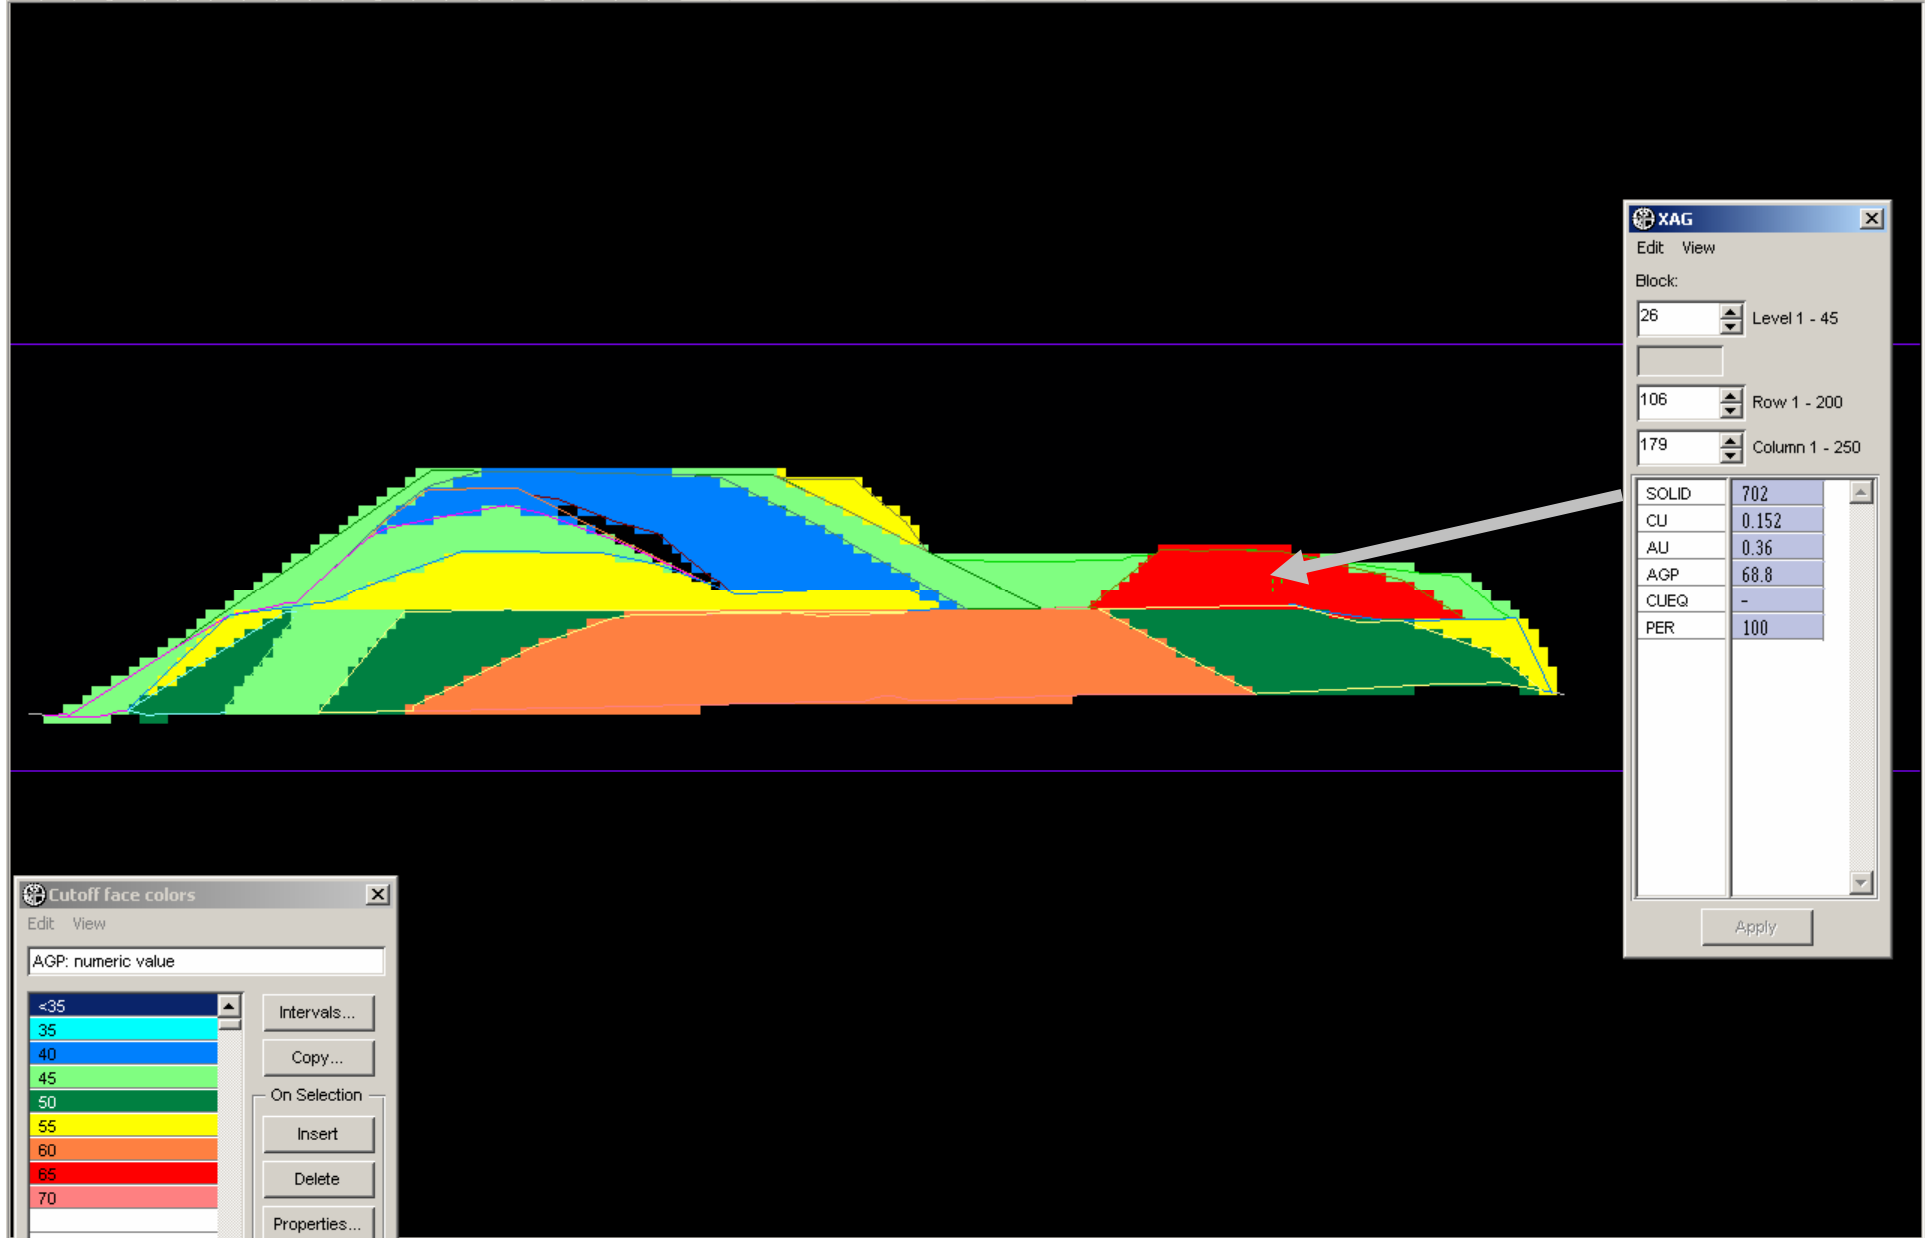 XAG
Edit View
Block:
26 Level 1 - 45
106 Row 1 - 200
179 Column 1 - 250
SOLID 702
CU 0.152
AU 0.36
AGP 68.8
CUEQ -
PER 100
Apply
Cutoff face colors
Edit View
AGP: numeric value
<35
35
40
45
50
55
60
65
70
Intervals...
Copy...
On Selection
Insert
Delete
Properties...